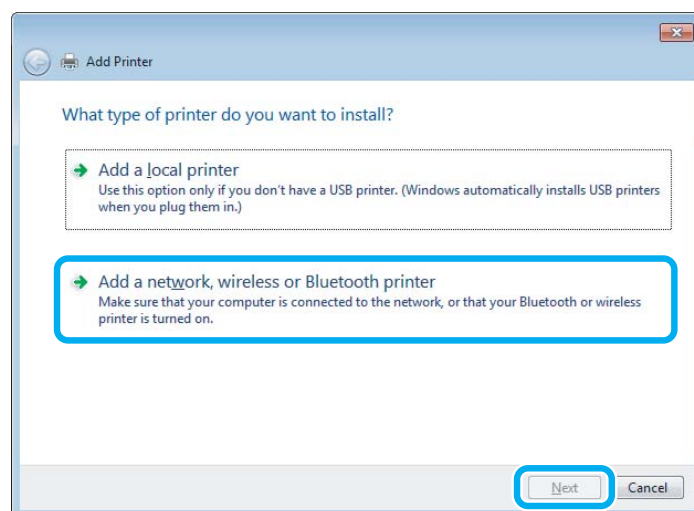 Add Printer
What type of printer do you want to install?
Add a local printer
Use this option only if you don't have a USB printer. (Windows automatically installs USB printers
when you plug them in.)
Add a network, wireless or Bluetooth printer
Make sure that your computer is connected to the network, or that your Bluetooth or wireless
printer is turned on.
Next Cancel